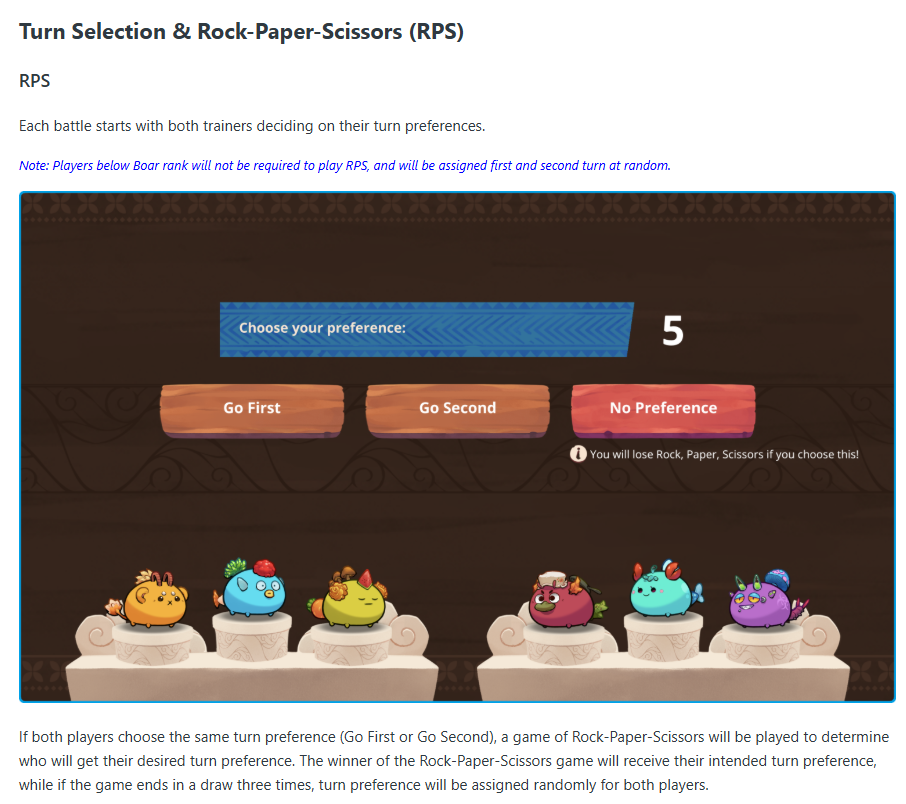 Turn Selection & Rock-Paper-Scissors (RPS)
RPS
Each battle starts with both trainers deciding on their turn preferences.
Note: Players below Boar rank will not be required to play RPS, and will be assigned first and second turn at random.
Choose your preference:
5
Go First
Go Second
No Preference
i You will lose Rock, Paper, Scissors if you choose this!
If both players choose the same turn preference (Go First or Go Second), a game of Rock-Paper-Scissors will be played to determine
who will get their desired turn preference. The winner of the Rock-Paper-Scissors game will receive their intended turn preference,
while if the game ends in a draw three times, turn preference will be assigned randomly for both players.